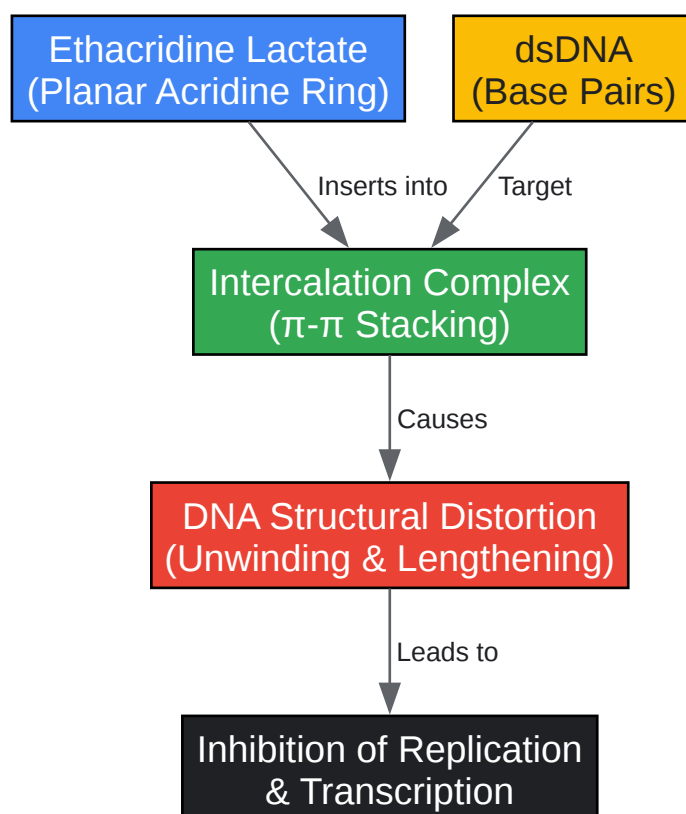 Ethacridine Lactate
(Planar Acridine Ring)
dsDNA
(Base Pairs)
Inserts into
Target
Intercalation Complex
(π-π Stacking)
Causes
DNA Structural Distortion
(Unwinding & Lengthening)
Leads to
Inhibition of Replication
& Transcription